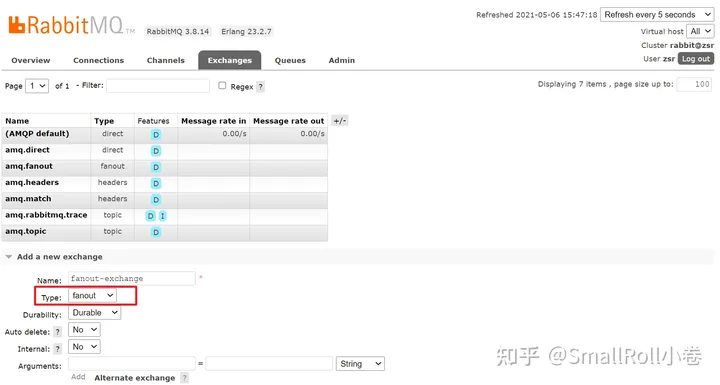 RabbitMQ TM RabbitMQ 3.8.14 Erlang 23.2.7
Refreshed 2021-05-06 15:47:18 Refresh every 5 seconds
Virtual host All
Cluster rabbit@zsr
User zsr Log out
Overview Connections Channels Exchanges Queues Admin
Page 1 of 1 - Filter: Regex ? Displaying 7 items , page size up to: 100
Name Type Features Message rate in Message rate out +/-
(AMQP default) direct D 0.00/s 0.00/s
amq.direct direct D
amq.fanout fanout D
amq.headers headers D
amq.match headers D
amq.rabbitmq.trace topic D I
amq.topic topic D
Add a new exchange
Name: fanout-exchange *
Type: fanout
Durability: Durable
Auto delete: ? No
Internal: ? No
Arguments: = String
Add Alternate exchange ?
知乎 @SmallRoll小卷